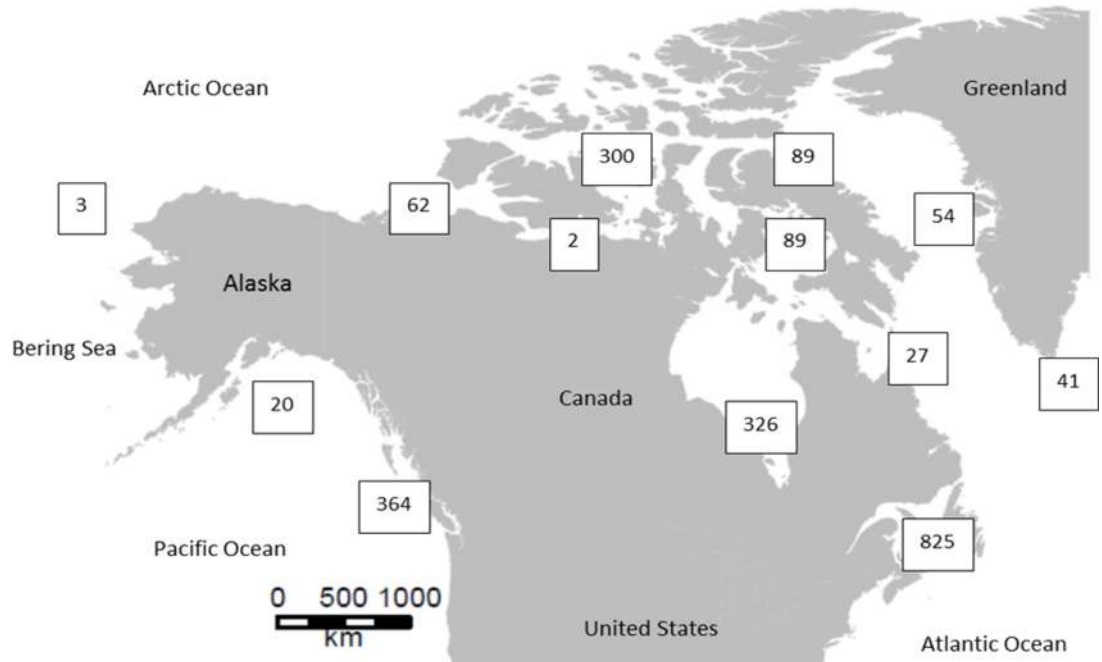 Arctic Ocean
Greenland
300
89
3
62
54
2
89
Alaska
Bering Sea
27
41
20
Canada
326
364
825
Pacific Ocean
0 500 1000
km
United States
Atlantic Ocean